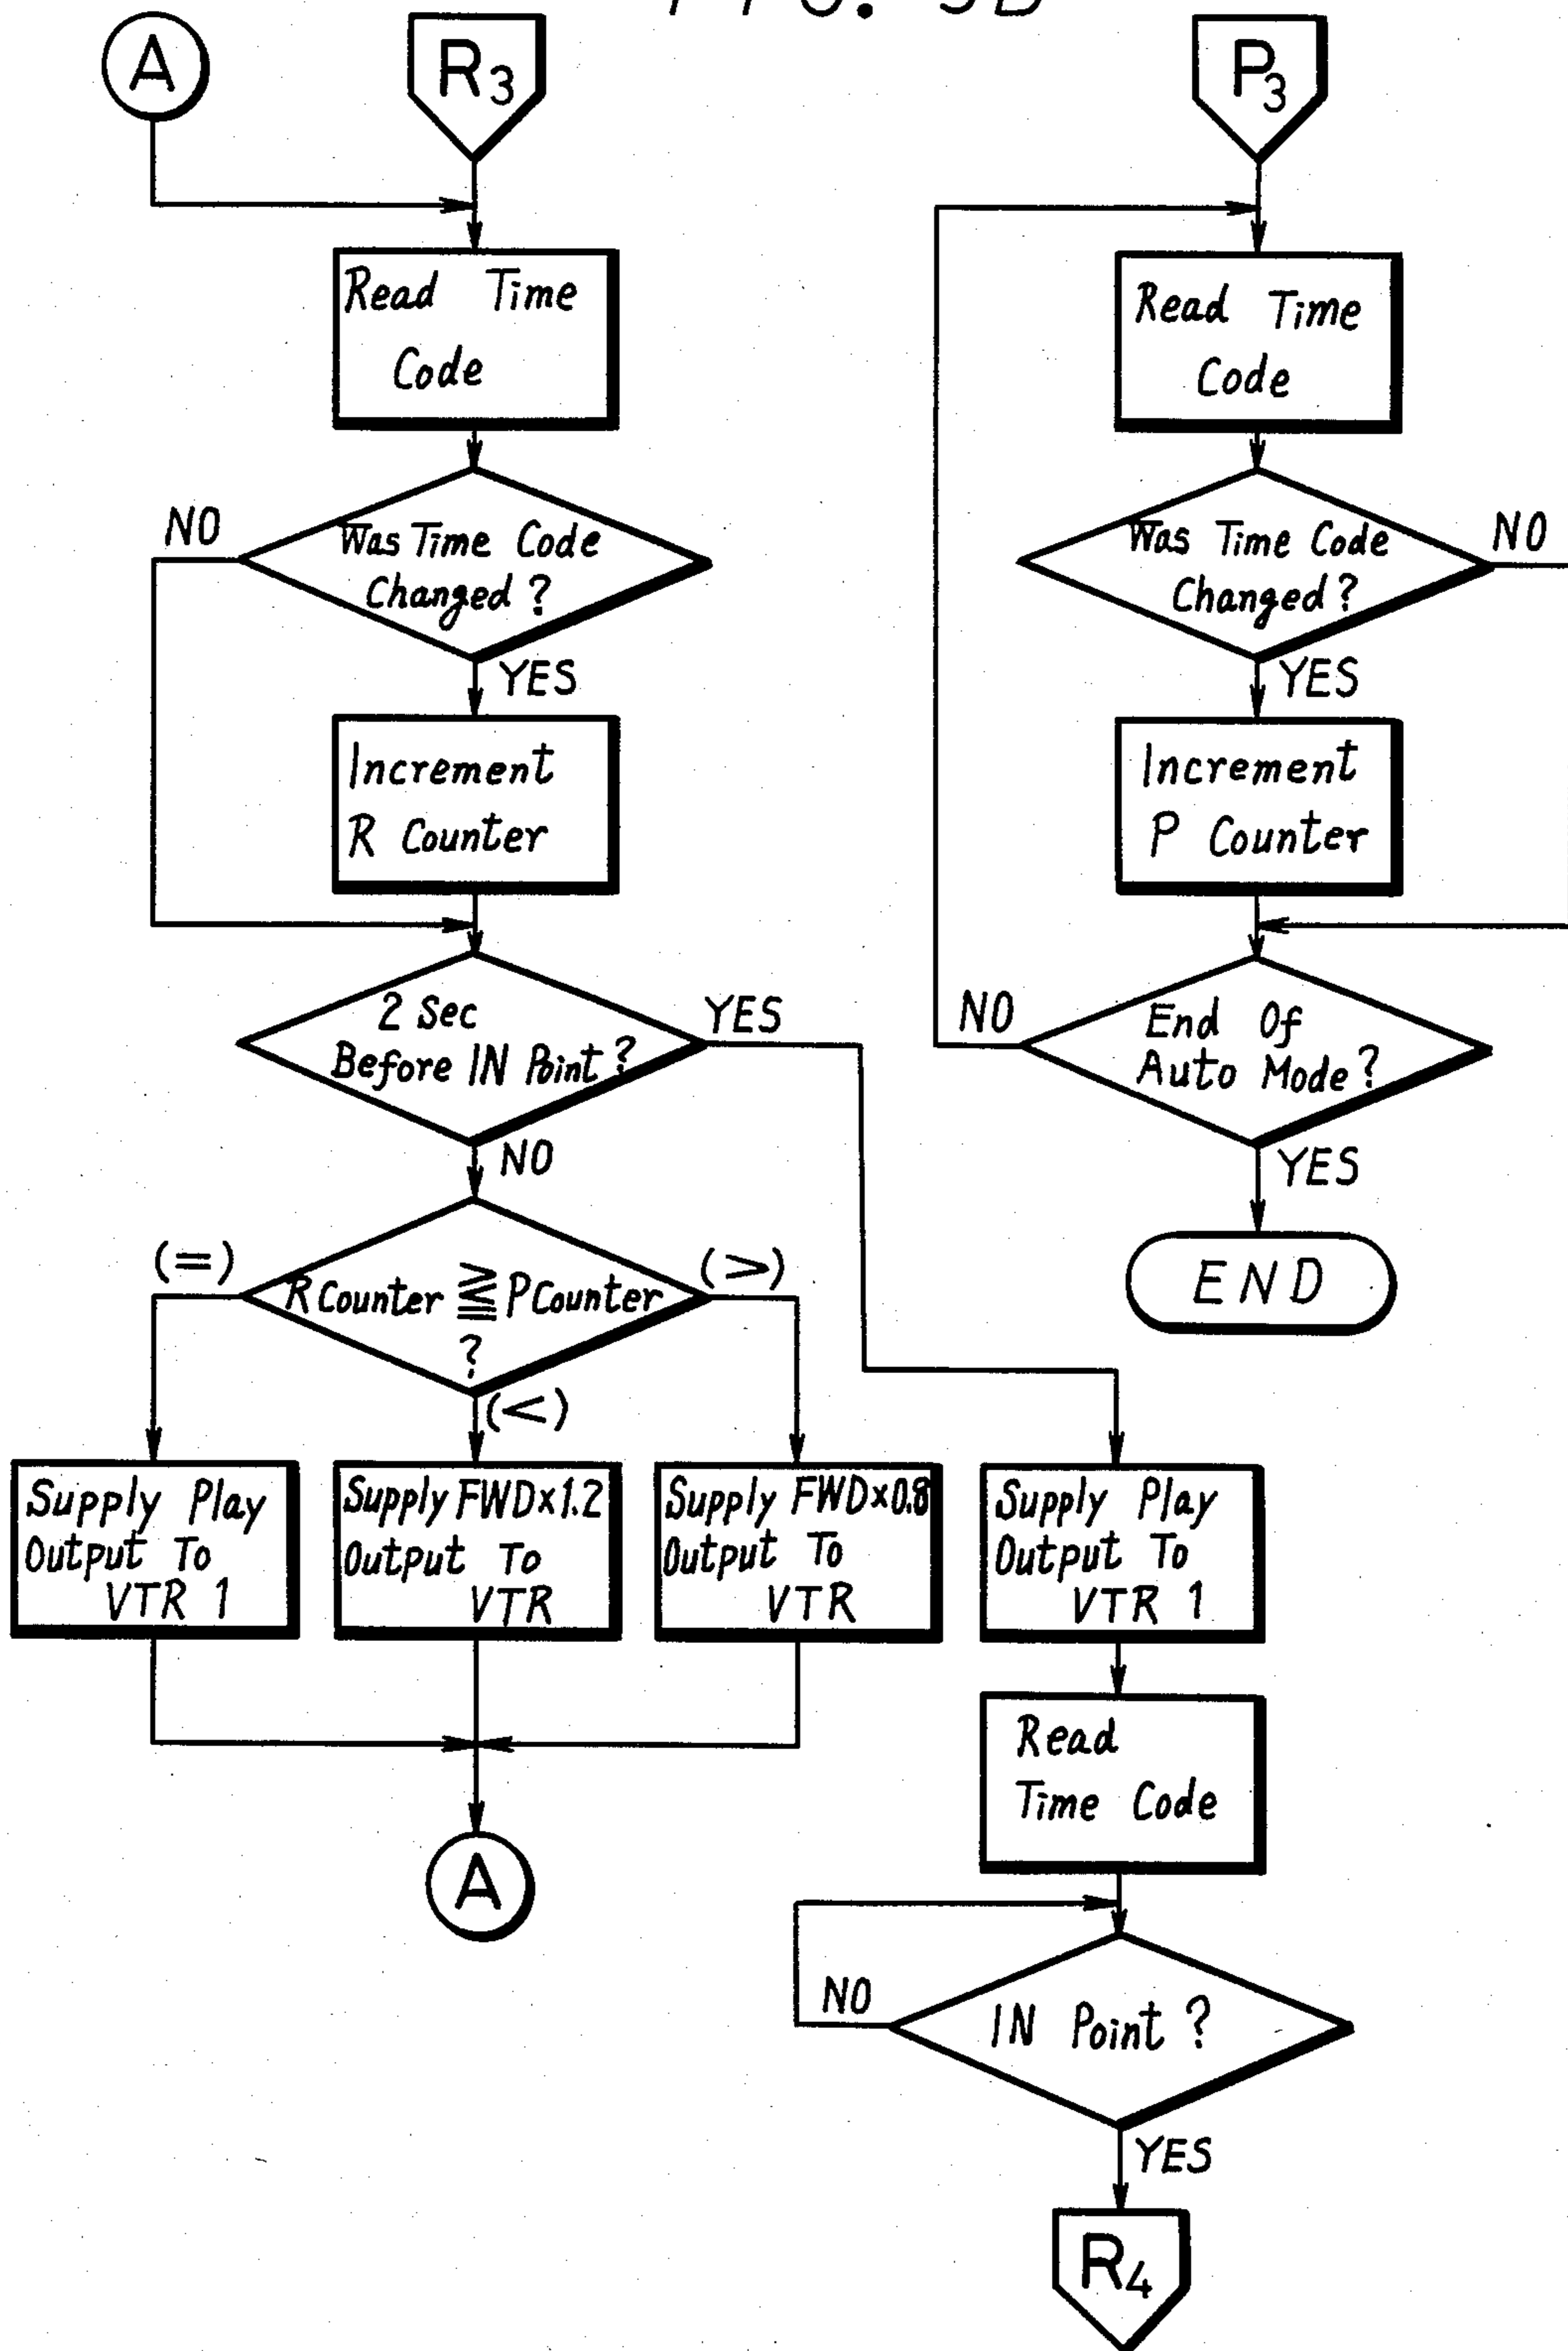 A
R3
Read Time
Code
NO
Was Time Code
Changed?
YES
Increment
R Counter
2 Sec
Before IN Point?
YES
NO
(=)
R Counter ⪌ P Counter
?
(>)
(<)
Supply Play
Output To
VTR 1
Supply FWD×1.2
Output To
VTR
Supply FWD×0.8
Output To
VTR
A
P3
Read Time
Code
Was Time Code
Changed?
NO
YES
Increment
P Counter
NO
End Of
Auto Mode?
YES
END
Supply Play
Output To
VTR 1
Read
Time Code
NO
IN Point?
YES
R4